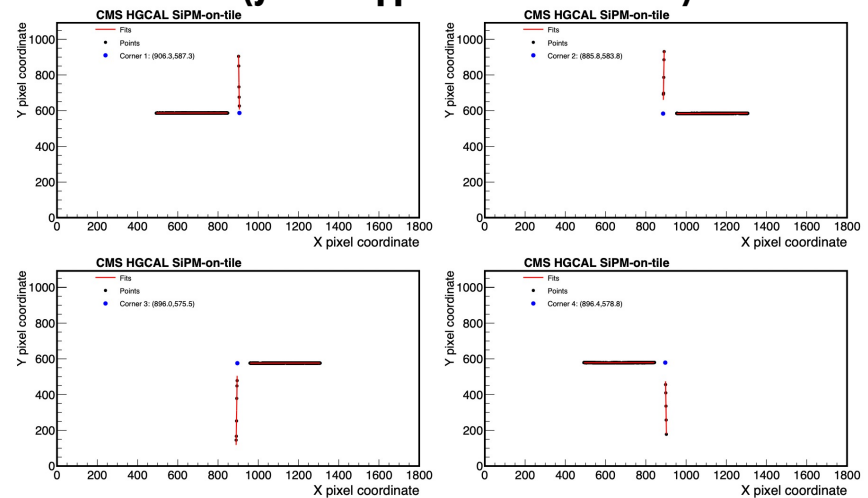 CMS HGCAL SiPM-on-tile
Y pixel coordinate
1000
800
600
400
200
0
Fits
Points
Corner 1: (906.3,587.3)
0 200 400 600 800 1000 1200 1400 1600 1800
X pixel coordinate
CMS HGCAL SiPM-on-tile
Y pixel coordinate
1000
800
600
400
200
0
Fits
Points
Corner 2: (885.8,583.8)
0 200 400 600 800 1000 1200 1400 1600 1800
X pixel coordinate
CMS HGCAL SiPM-on-tile
Y pixel coordinate
1000
800
600
400
200
0
Fits
Points
Corner 3: (896.0,575.5)
0 200 400 600 800 1000 1200 1400 1600 1800
X pixel coordinate
CMS HGCAL SiPM-on-tile
Y pixel coordinate
1000
800
600
400
200
0
Fits
Points
Corner 4: (896.4,578.8)
0 200 400 600 800 1000 1200 1400 1600 1800
X pixel coordinate